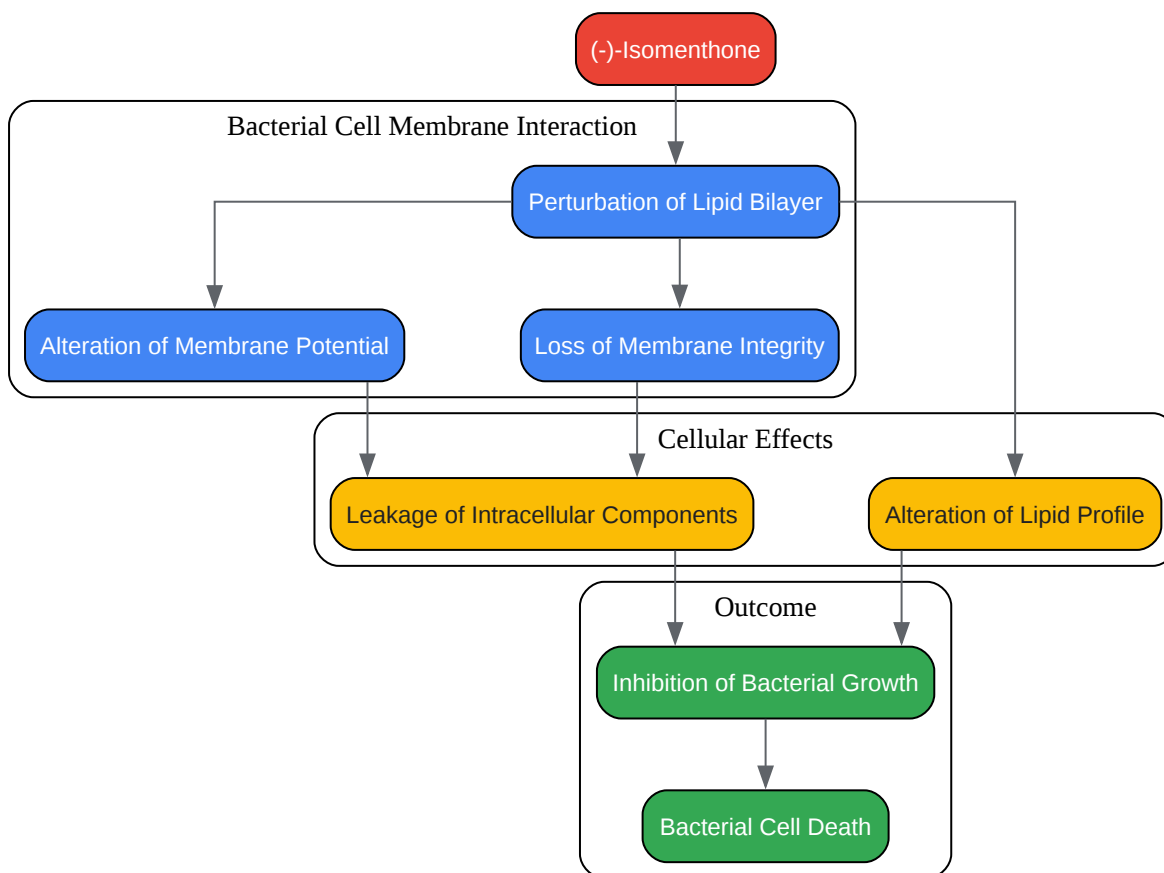 (-)-Isomenthone
Bacterial Cell Membrane Interaction
Perturbation of Lipid Bilayer
Alteration of Membrane Potential
Loss of Membrane Integrity
Cellular Effects
Leakage of Intracellular Components
Alteration of Lipid Profile
Outcome
Inhibition of Bacterial Growth
Bacterial Cell Death